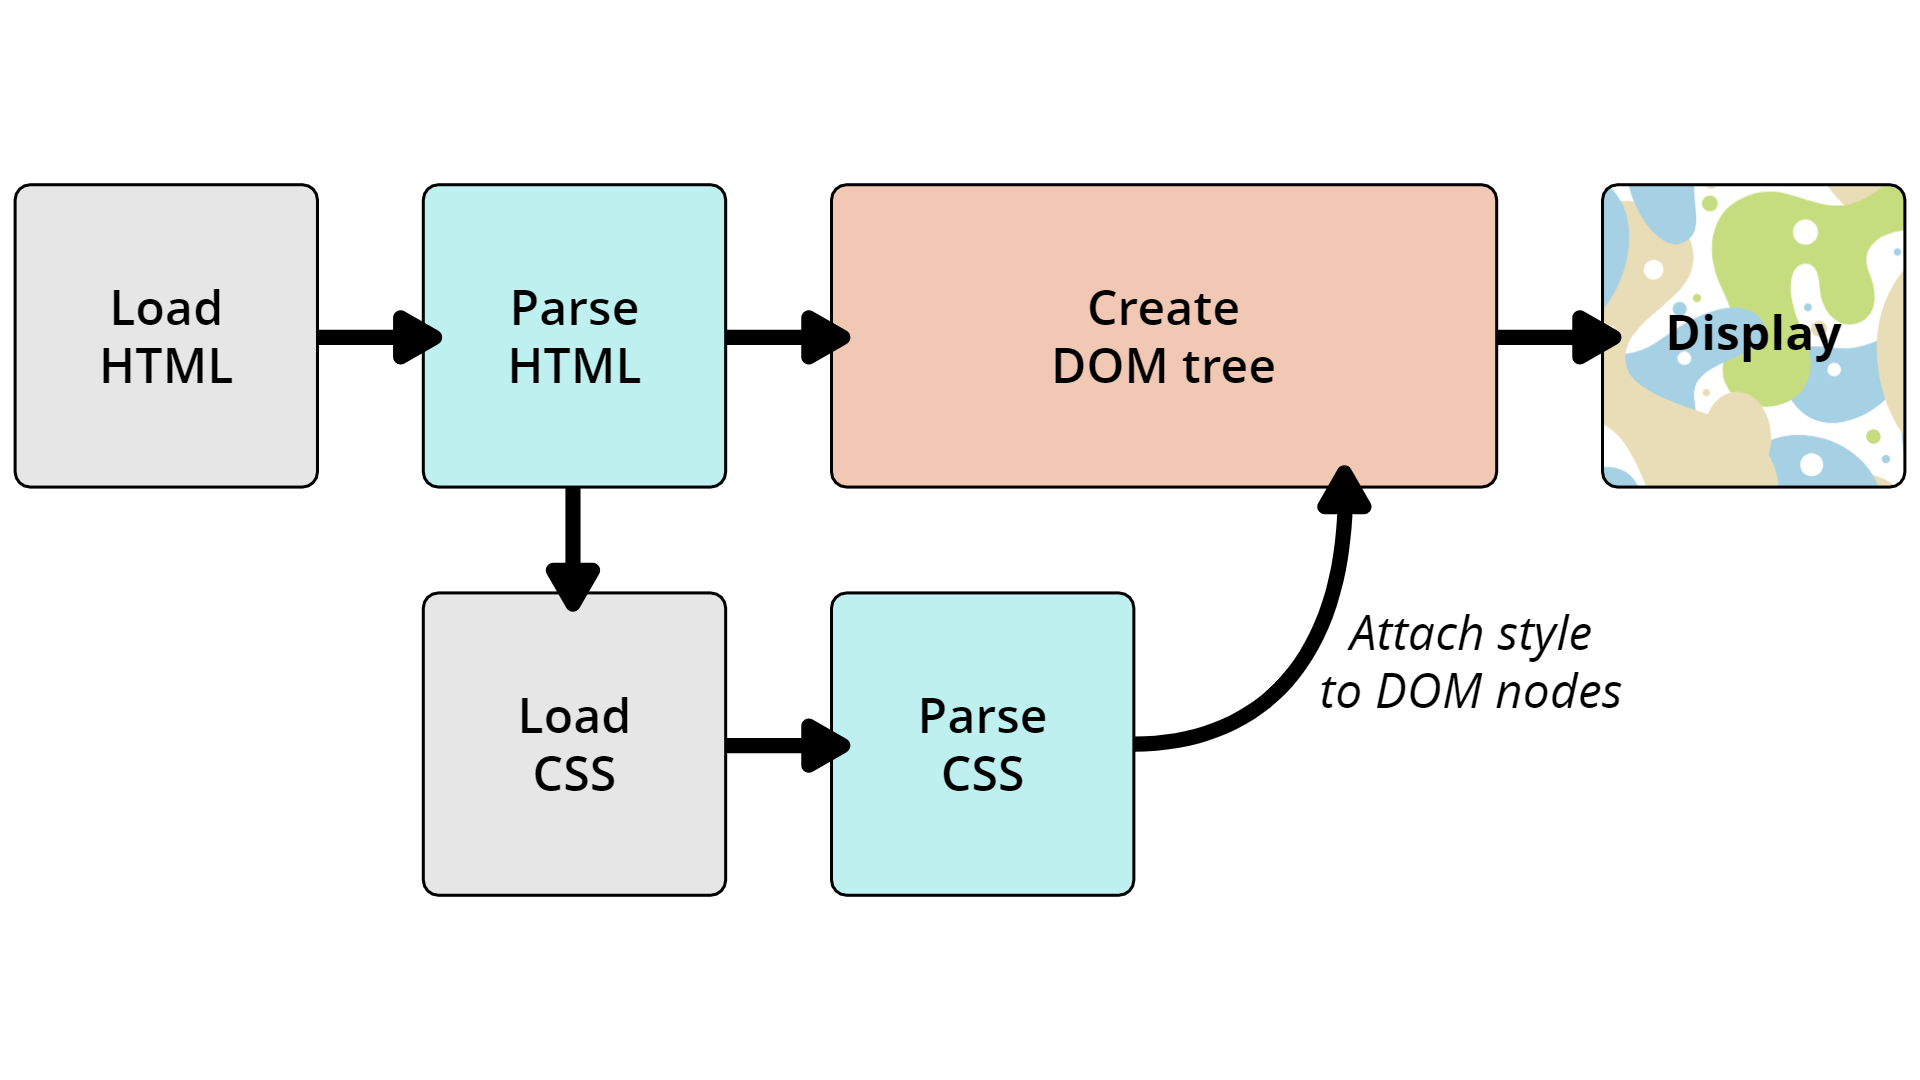 Load
HTML
Parse
HTML
Create
DOM tree
Display
Load
CSS
Parse
CSS
Attach style
to DOM nodes